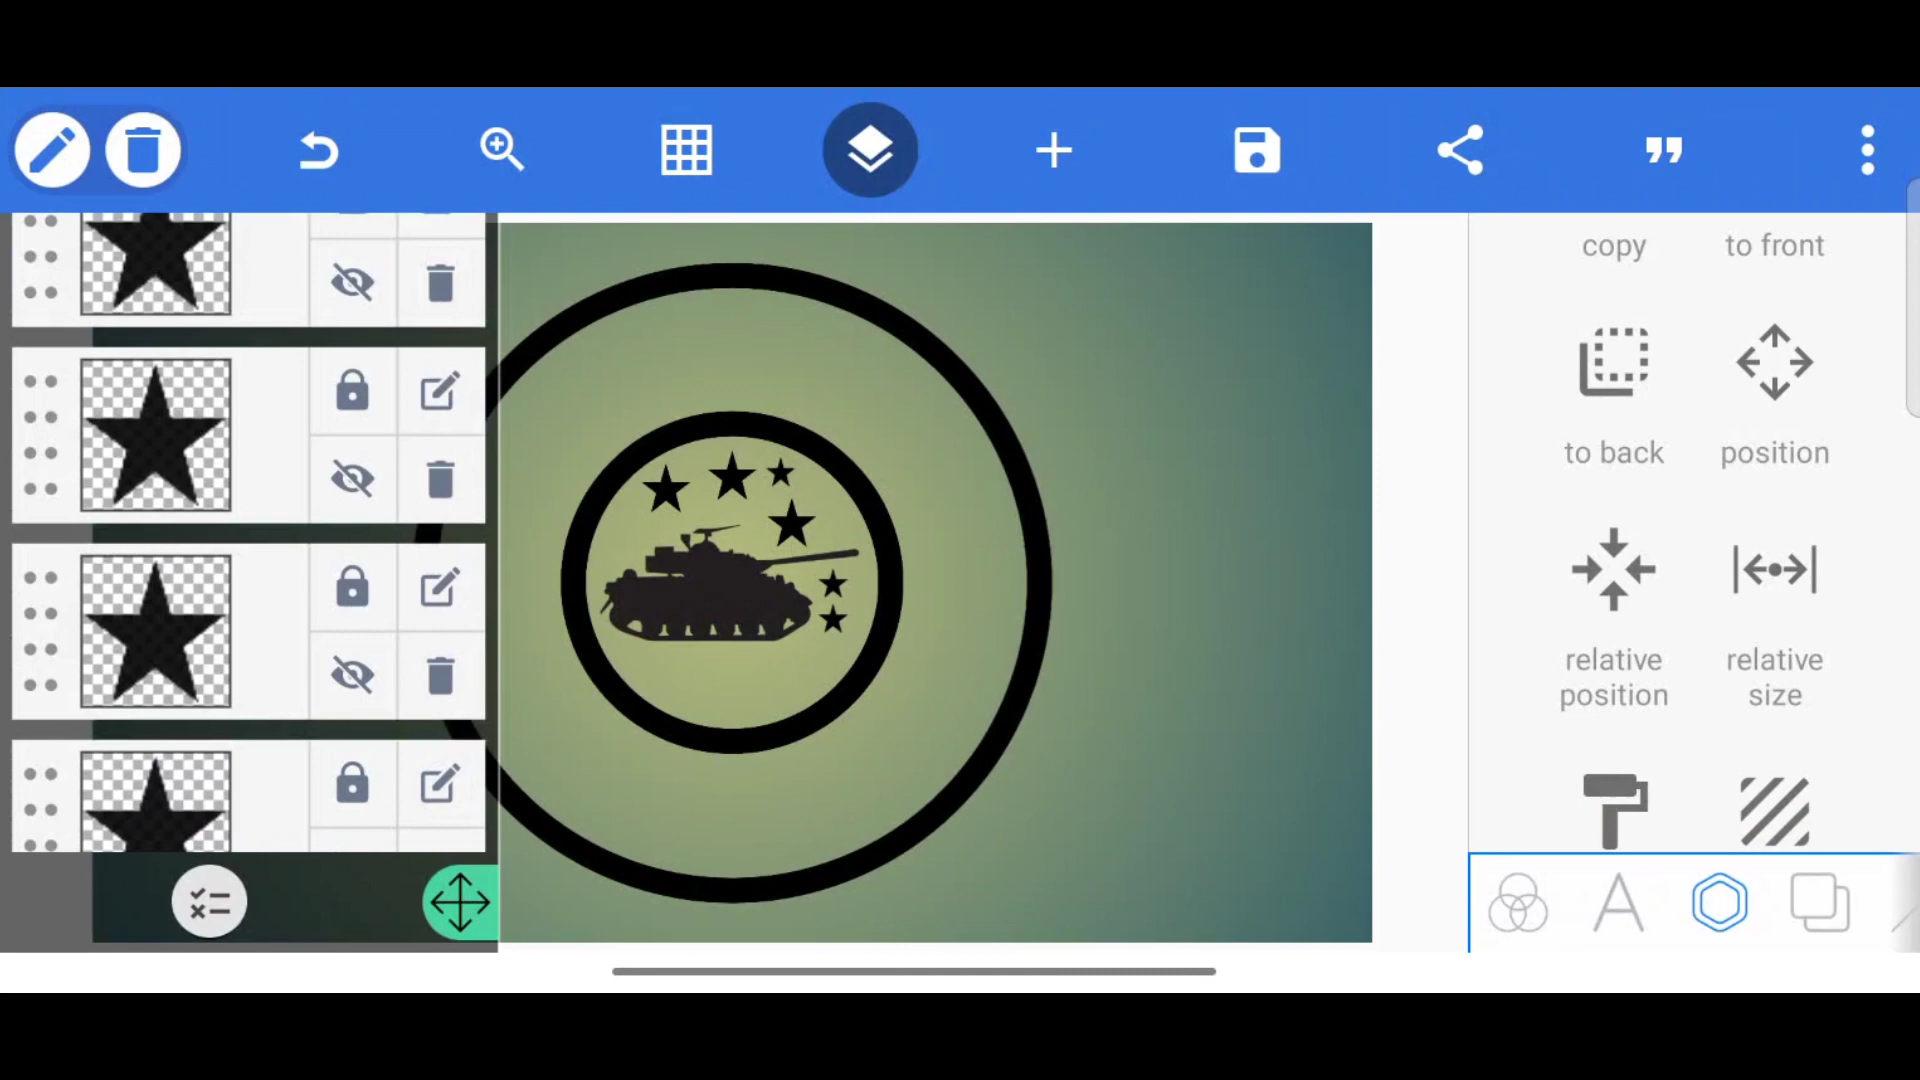 copy
to front
to back
position
relative
position
relative
size